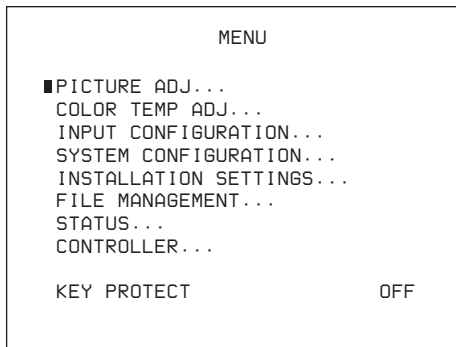 MENU
PICTURE ADJ...
COLOR TEMP ADJ...
INPUT CONFIGURATION...
SYSTEM CONFIGURATION...
INSTALLATION SETTINGS...
FILE MANAGEMENT...
STATUS...
CONTROLLER...
KEY PROTECT OFF